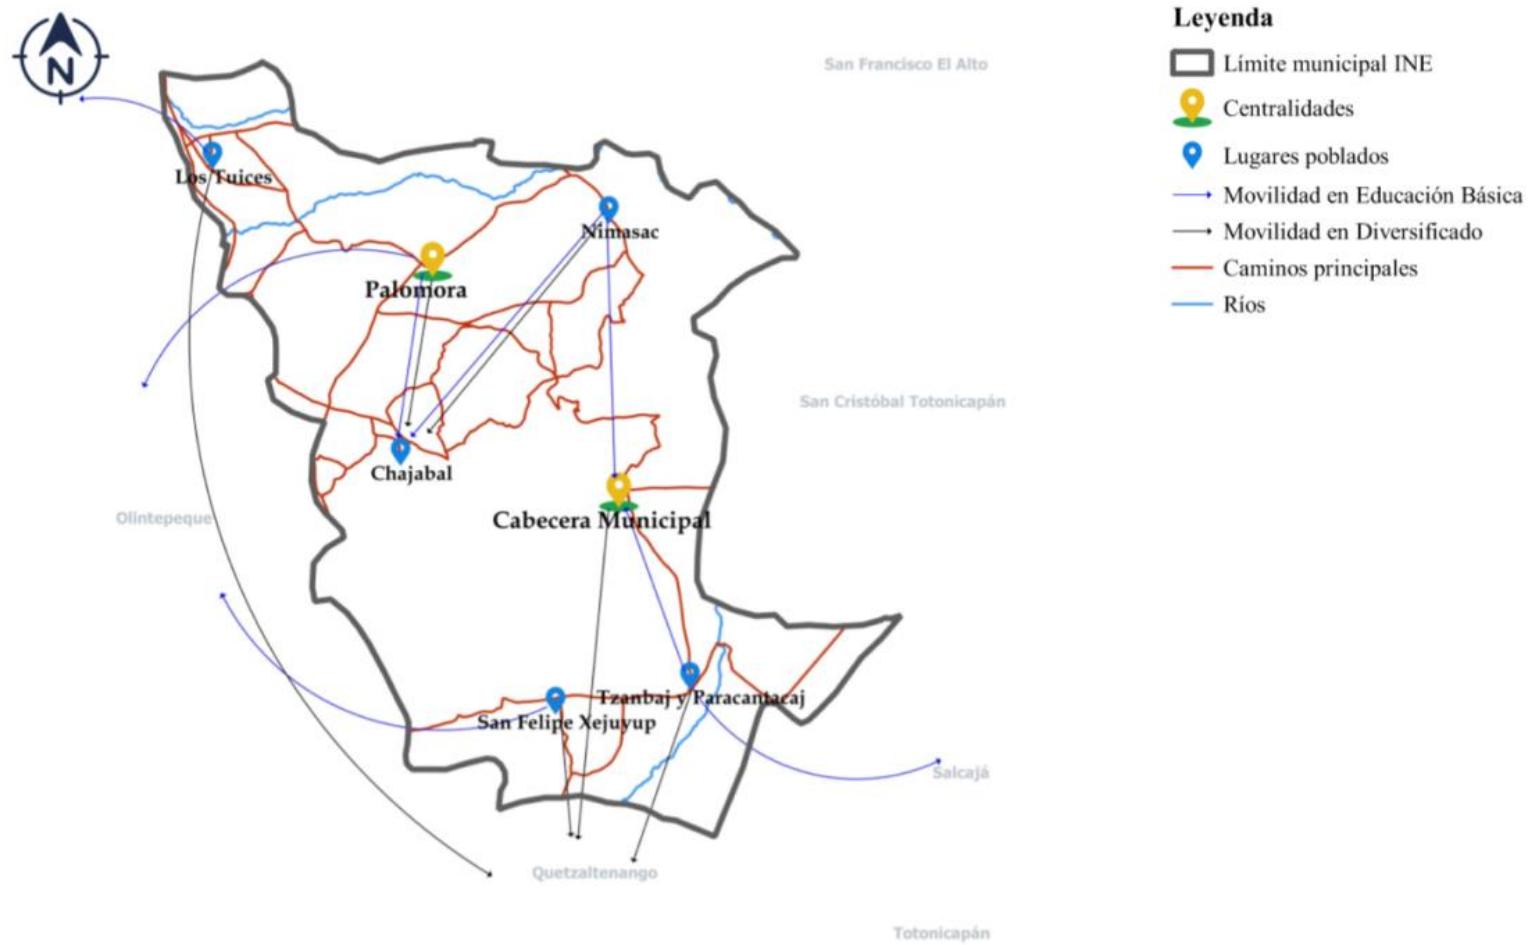 Leyenda
Límite municipal INE
Centralidades
Lugares poblados
Movilidad en Educación Básica
Movilidad en Diversificado
Caminos principales
Ríos
N
San Francisco El Alto
Los Tuices
Nimasac
Palomora
San Cristóbal Totonicapán
Chajabal
Olintepeque
Cabecera Municipal
Tzanbaj y Paracantacaj
San Felipe Xejuyup
Salcajá
Quetzaltenango
Totonicapán